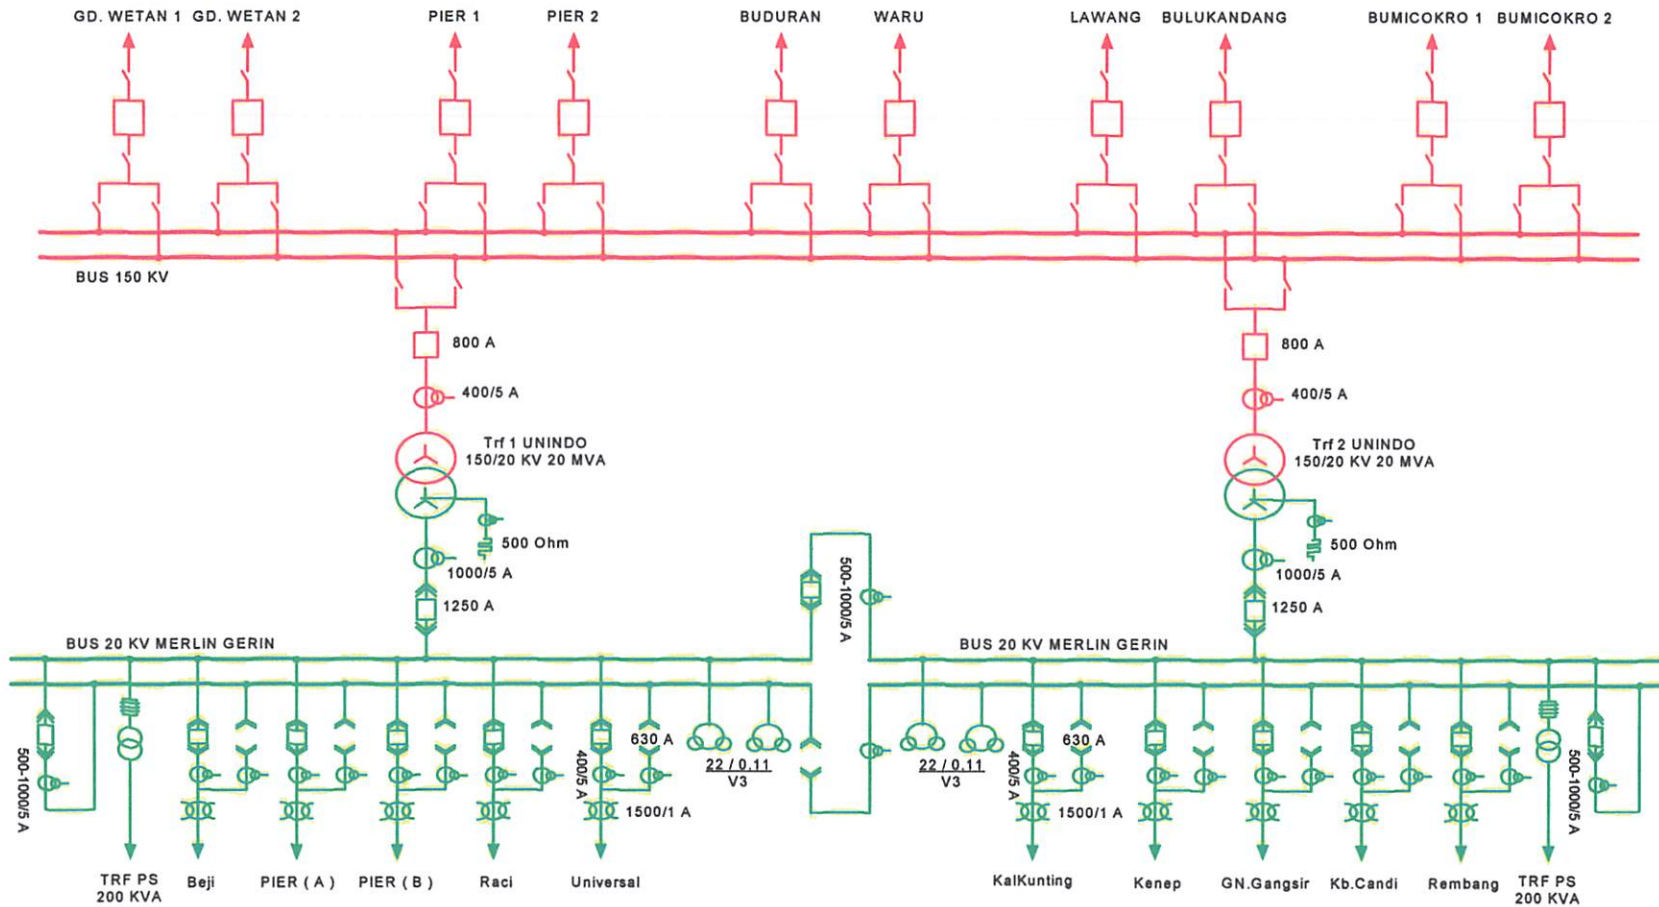 GD. WETAN 1 GD. WETAN 2 PIER 1 PIER 2 BUDURAN WARU LAWANG BULUKANDANG BUMICOKRO 1 BUMICOKRO 2
BUS 150 KV
800 A
800 A
400/5 A
400/5 A
Trf 1 UNINDO
150/20 KV 20 MVA
Trf 2 UNINDO
150/20 KV 20 MVA
500 Ohm
500 Ohm
1000/5 A
1000/5 A
500-1000/5 A
1250 A
1250 A
BUS 20 KV MERLIN GERIN
BUS 20 KV MERLIN GERIN
500-1000/5 A
400/5 A
630 A
22 / 0.11
V3
22 / 0.11
V3
400/5 A
630 A
500-1000/5 A
1500/1 A
1500/1 A
TRF PS
200 KVA
Beji
PIER ( A )
PIER ( B )
Raci
Universal
KalKunting
Kenep
GN.Gangsir
Kb.Candi
Rembang
TRF PS
200 KVA